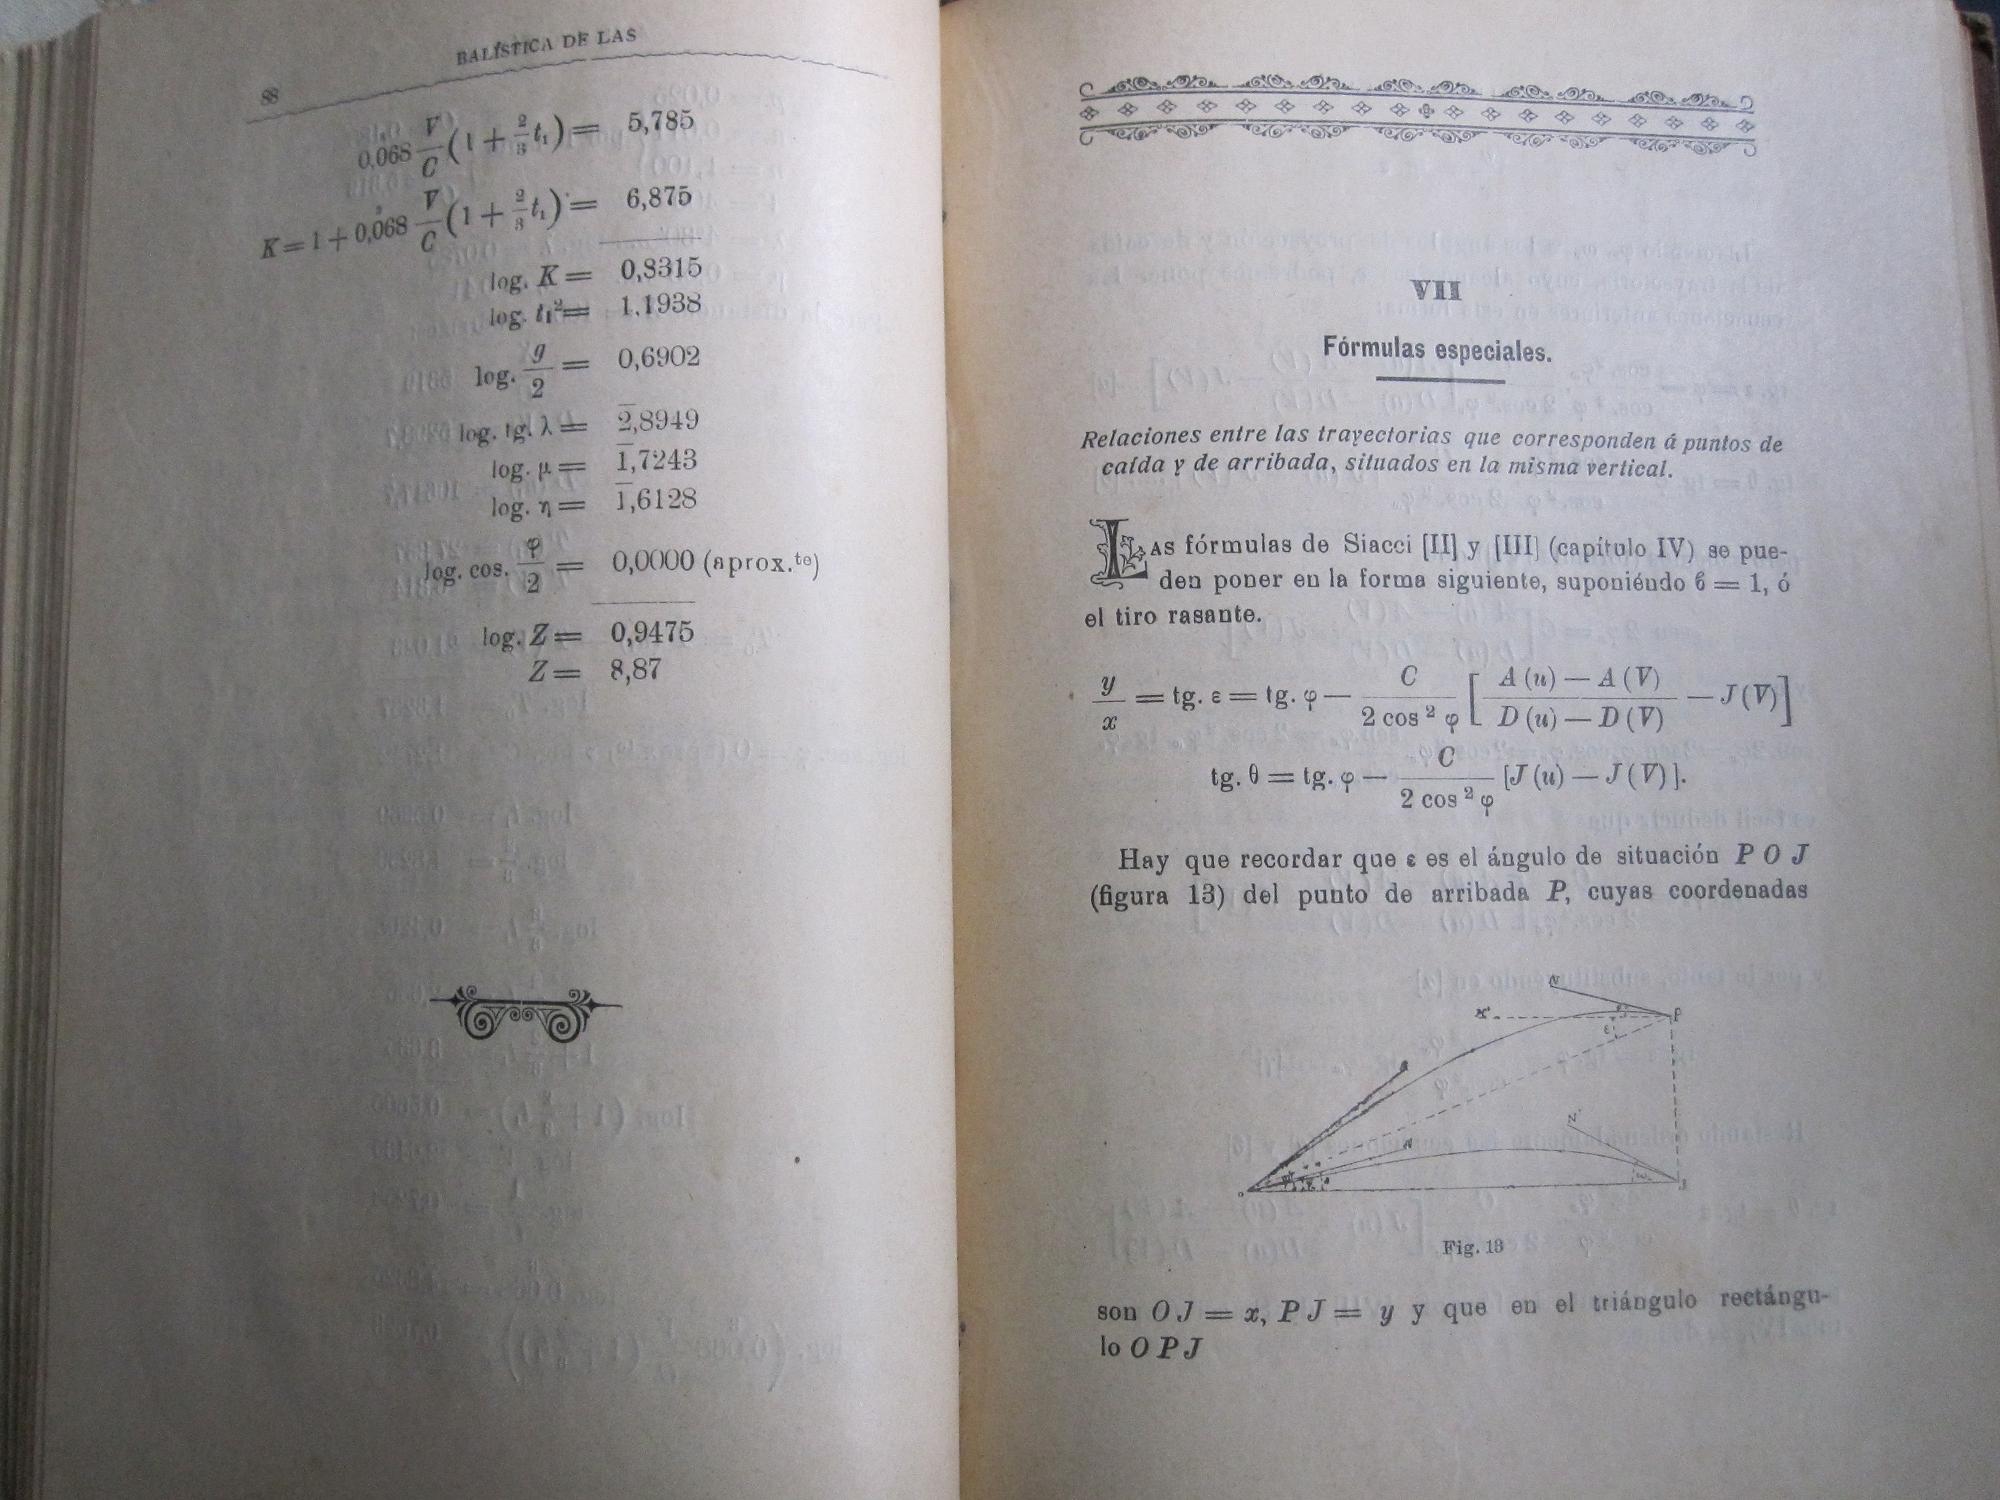 88
BALÍSTICA DE LAS
0,068 V/C (1 + 2/3 t₁) = 5,785
K = 1 + 0,068 V/C (1 + 2/3 t₁) = 6,875
log. K = 0,8315
log. t₁² = 1,1938
log. g/2 = 0,6902
log. tg. λ = 2̅,8949
log. μ = 1̅,7243
log. η = 1̅,6128
log. cos. φ/2 = 0,0000 (aprox.te)
log. Z = 0,9475
Z = 8,87
VII
Fórmulas especiales.
Relaciones entre las trayectorias que corresponden á puntos de
caída y de arribada, situados en la misma vertical.
LAS fórmulas de Siacci [II] y [III] (capítulo IV) se pue-
den poner en la forma siguiente, suponiéndo 6 = 1, ó
el tiro rasante.
y/x = tg. ε = tg. φ — C/(2 cos² φ) [ (A (u) — A (V))/(D (u) — D (V)) — J (V) ]
tg. θ = tg. φ — C/(2 cos² φ) [J (u) — J (V)].
Hay que recordar que ε es el ángulo de situación P O J
(figura 13) del punto de arribada P, cuyas coordenadas
N
x'
P
ε
N'
ω
Fig. 13
son O J = x, P J = y y que en el triángulo rectángu-
lo O P J